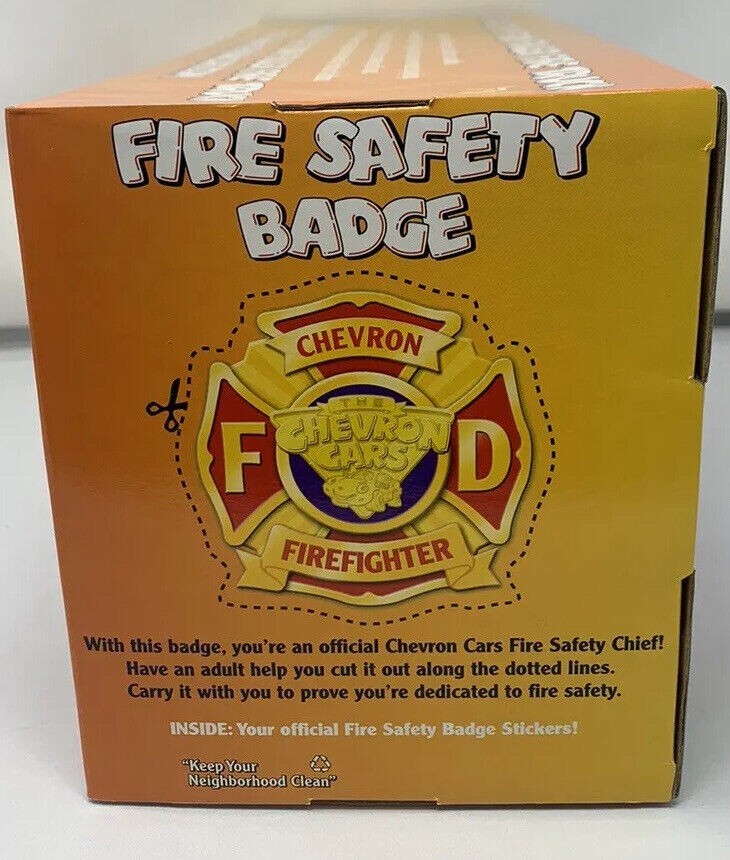 FIRE SAFETY
BADGE
CHEVRON
F
THE
CHEVRON
CARS
D
FIREFIGHTER
With this badge, you're an official Chevron Cars Fire Safety Chief!
Have an adult help you cut it out along the dotted lines.
Carry it with you to prove you're dedicated to fire safety.
INSIDE: Your official Fire Safety Badge Stickers!
"Keep Your
Neighborhood Clean"